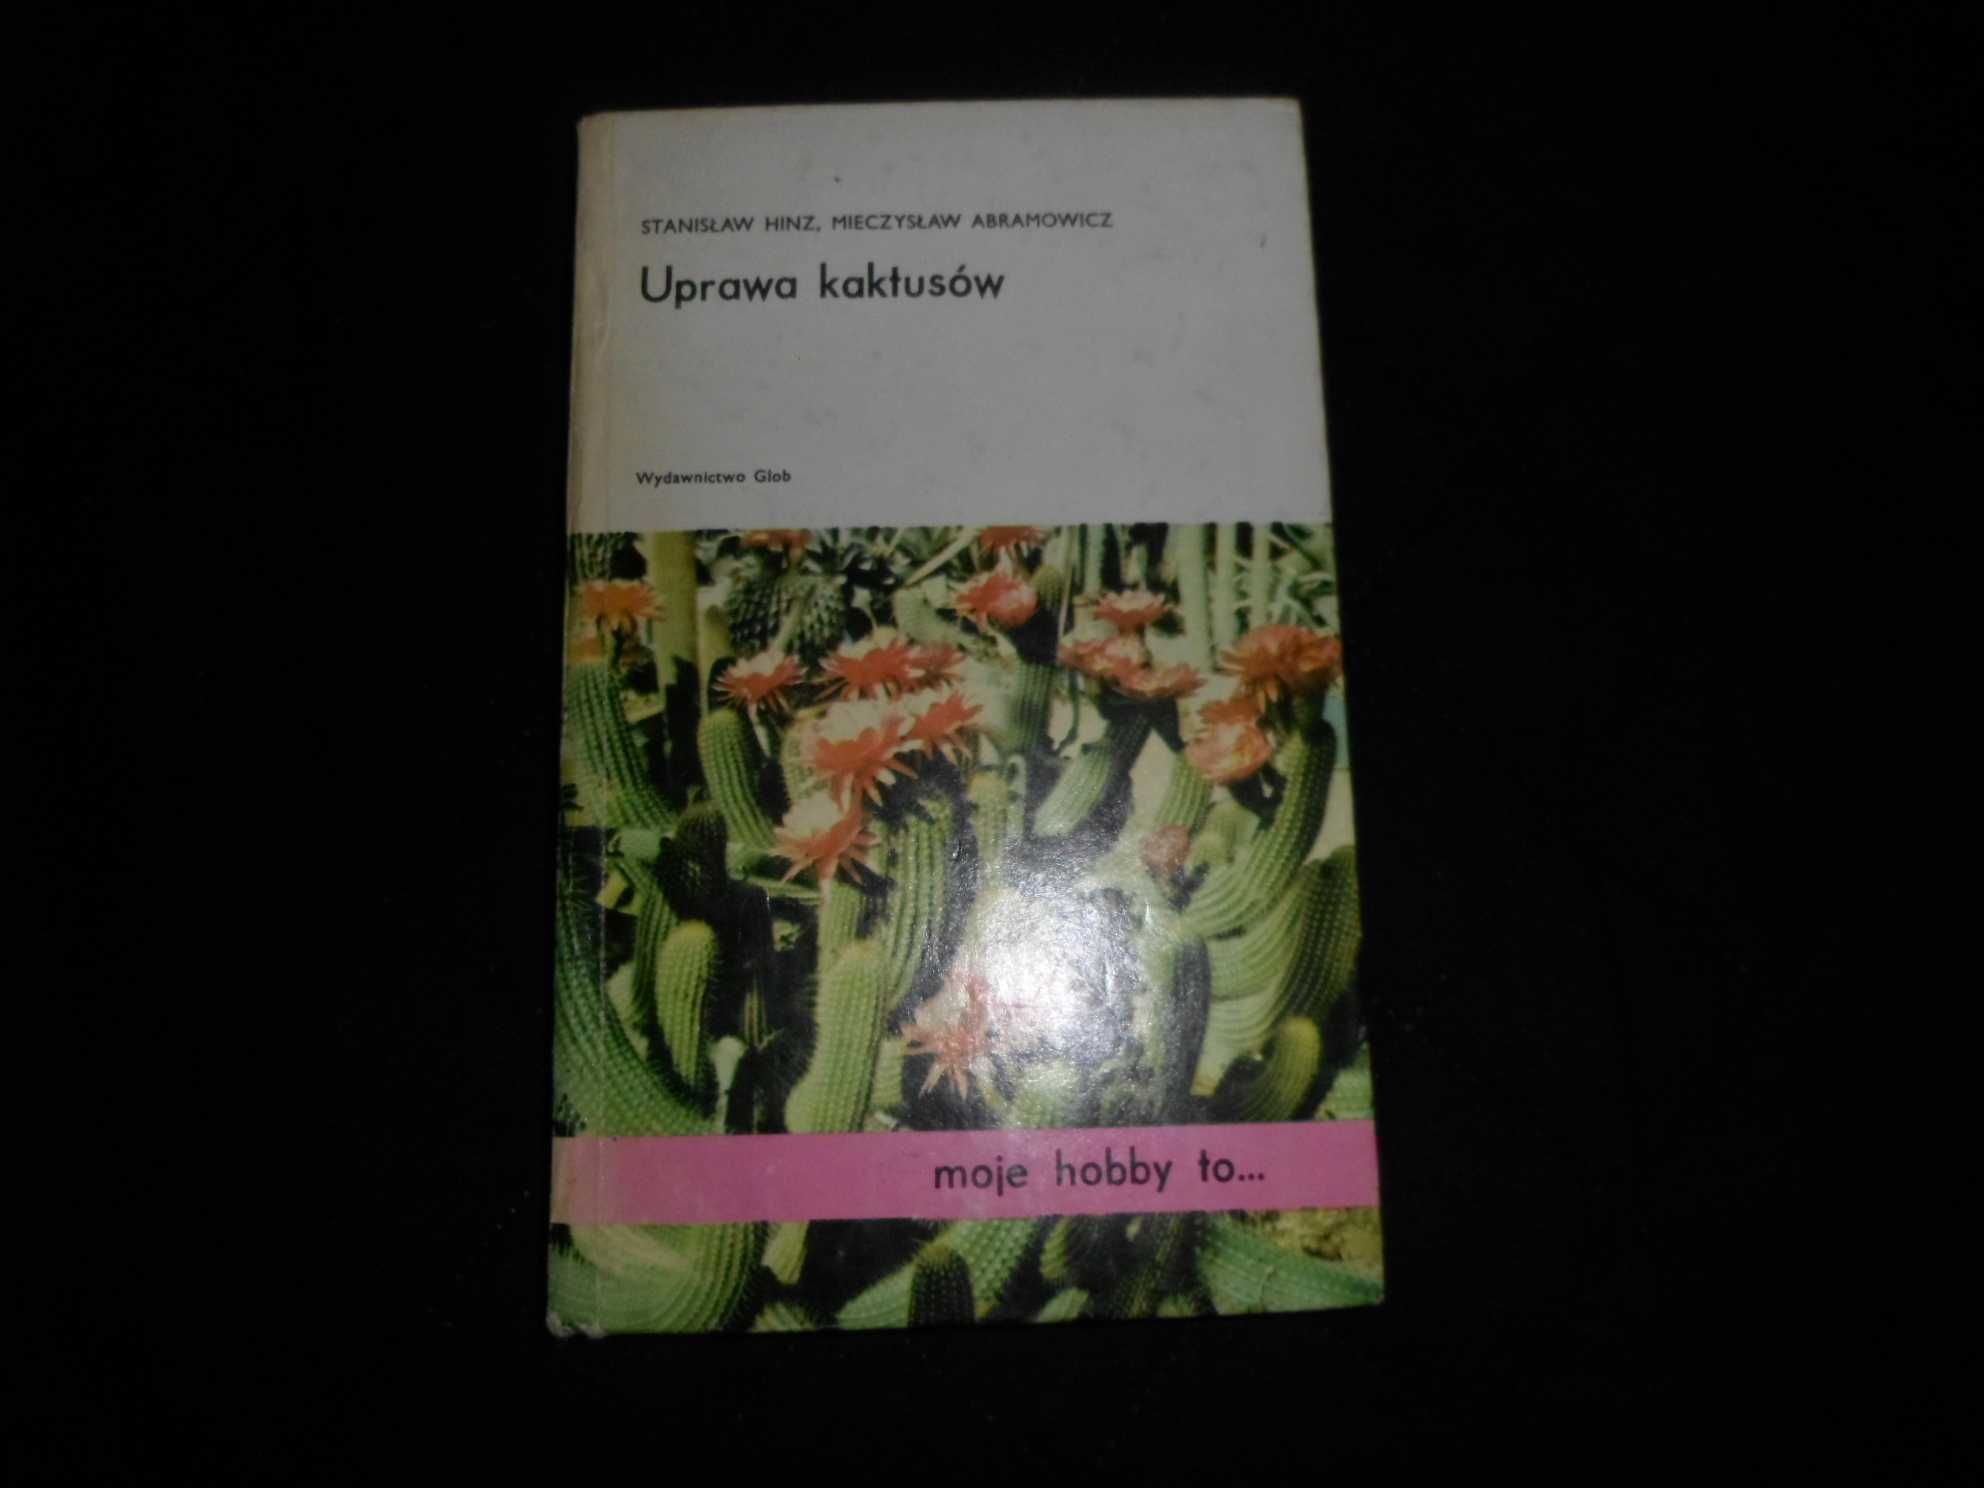 STANISŁAW HINZ, MIECZYSŁAW ABRAMOWICZ
Uprawa kaktusów
Wydawnictwo Glob
moje hobby to...